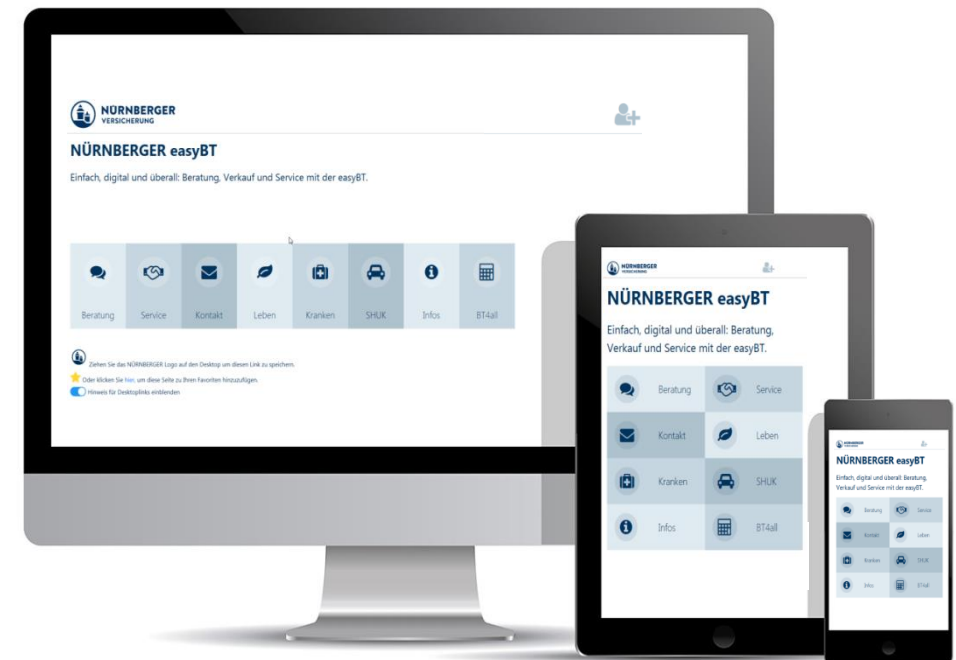 NÜRNBERGER
VERSICHERUNG
NÜRNBERGER easyBT
Einfach, digital und überall: Beratung, Verkauf und Service mit der easyBT.
Beratung
Service
Kontakt
Leben
Kranken
SHUK
Infos
BT4all
Ziehen Sie das NÜRNBERGER Logo auf den Desktop um diesen Link zu speichern.
Oder klicken Sie hier, um diese Seite zu Ihren Favoriten hinzuzufügen.
Hinweis für Desktoplinks einblenden
NÜRNBERGER
VERSICHERUNG
NÜRNBERGER easyBT
Einfach, digital und überall: Beratung,
Verkauf und Service mit der easyBT.
Beratung
Service
Kontakt
Leben
Kranken
SHUK
Infos
BT4all
NÜRNBERGER
VERSICHERUNG
NÜRNBERGER easyBT
Einfach, digital und überall: Beratung,
Verkauf und Service mit der easyBT.
Beratung
Service
Kontakt
Leben
Kranken
SHUK
Infos
BT4all